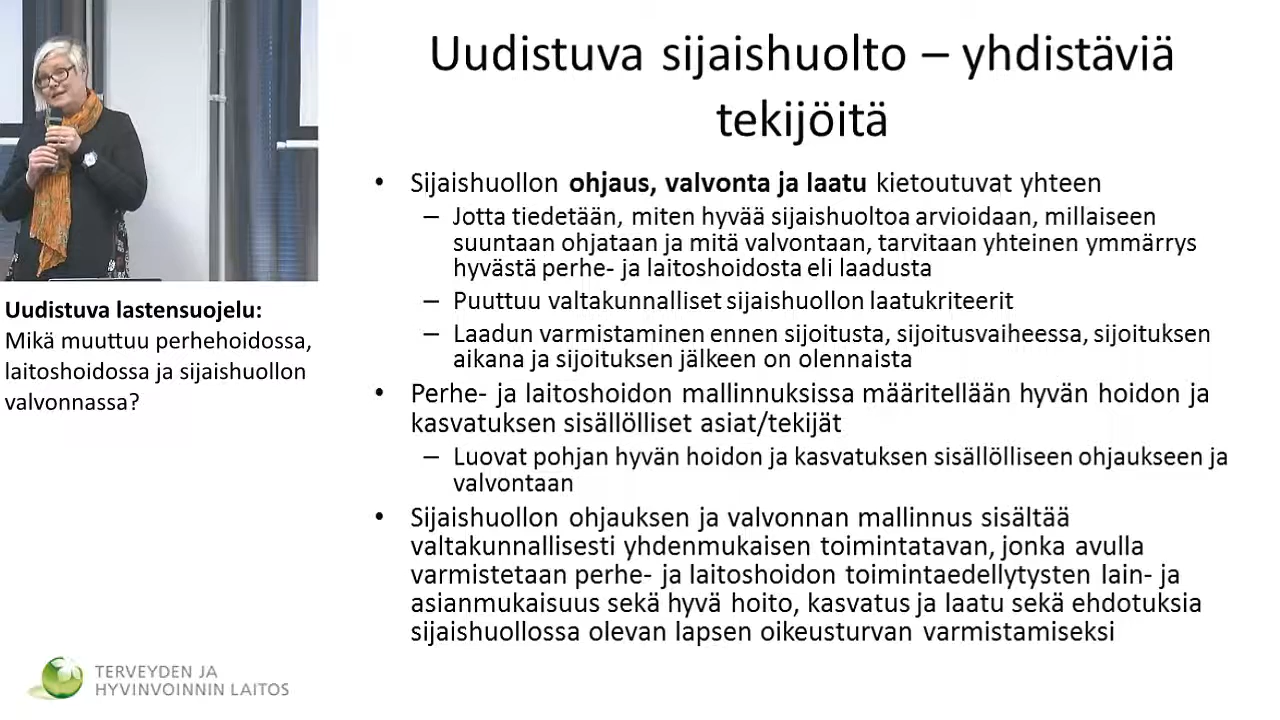 Uudistuva sijaishuolto – yhdistäviä
tekijöitä
• Sijaishuollon ohjaus, valvonta ja laatu kietoutuvat yhteen
– Jotta tiedetään, miten hyvää sijaishuoltoa arvioidaan, millaiseen
suuntaan ohjataan ja mitä valvontaan, tarvitaan yhteinen ymmärrys
hyvästä perhe- ja laitoshoidosta eli laadusta
– Puuttuu valtakunnalliset sijaishuollon laatukriteerit
– Laadun varmistaminen ennen sijoitusta, sijoitusvaiheessa, sijoituksen
aikana ja sijoituksen jälkeen on olennaista
• Perhe- ja laitoshoidon mallinnuksissa määritellään hyvän hoidon ja
kasvatuksen sisällölliset asiat/tekijät
– Luovat pohjan hyvän hoidon ja kasvatuksen sisällölliseen ohjaukseen ja
valvontaan
• Sijaishuollon ohjauksen ja valvonnan mallinnus sisältää
valtakunnallisesti yhdenmukaisen toimintatavan, jonka avulla
varmistetaan perhe- ja laitoshoidon toimintaedellytysten lain- ja
asianmukaisuus sekä hyvä hoito, kasvatus ja laatu sekä ehdotuksia
sijaishuollossa olevan lapsen oikeusturvan varmistamiseksi
Uudistuva lastensuojelu:
Mikä muuttuu perhehoidossa,
laitoshoidossa ja sijaishuollon
valvonnassa?
TERVEYDEN JA
HYVINVOINNIN LAITOS